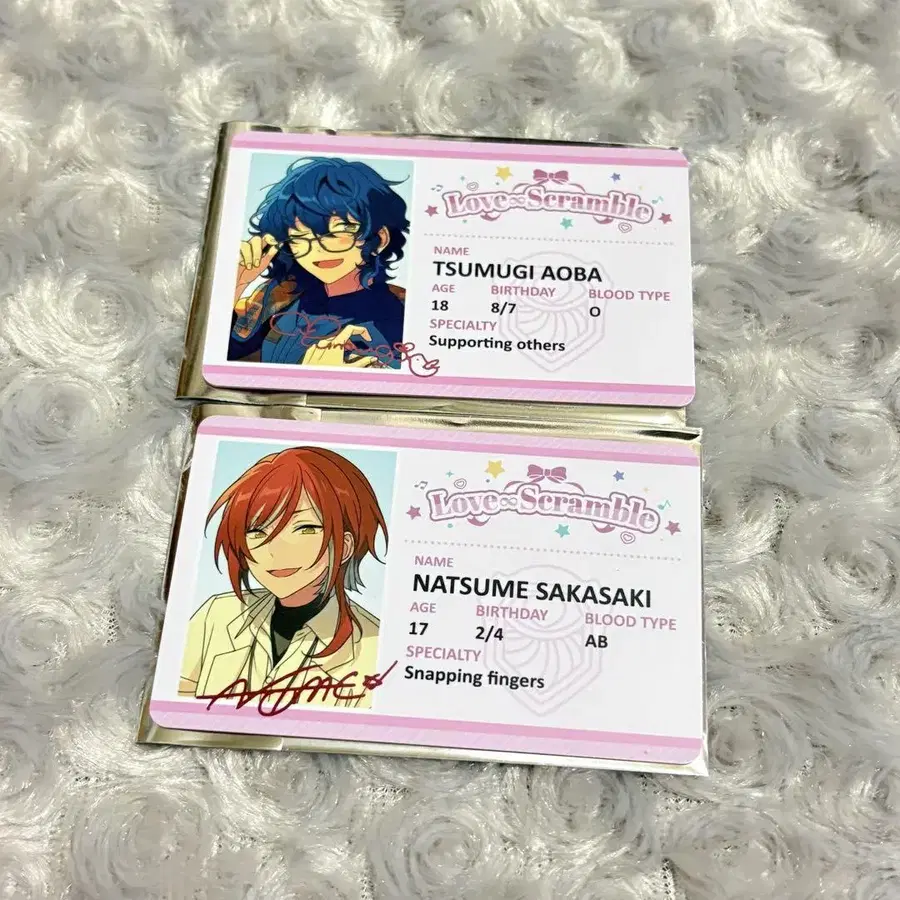 Love∞Scramble
NAME
TSUMUGI AOBA
AGE BIRTHDAY BLOOD TYPE
18 8/7 O
SPECIALTY
Supporting others
Love∞Scramble
NAME
NATSUME SAKASAKI
AGE BIRTHDAY BLOOD TYPE
17 2/4 AB
SPECIALTY
Snapping fingers